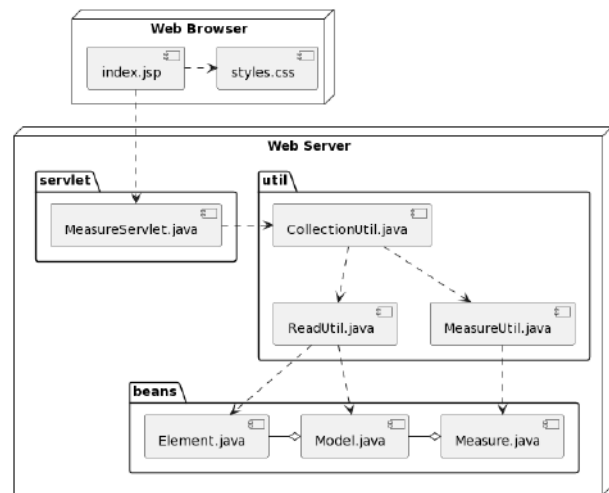 Web Browser
index.jsp
styles.css
Web Server
servlet
util
MeasureServlet.java
CollectionUtil.java
ReadUtil.java
MeasureUtil.java
beans
Element.java
Model.java
Measure.java